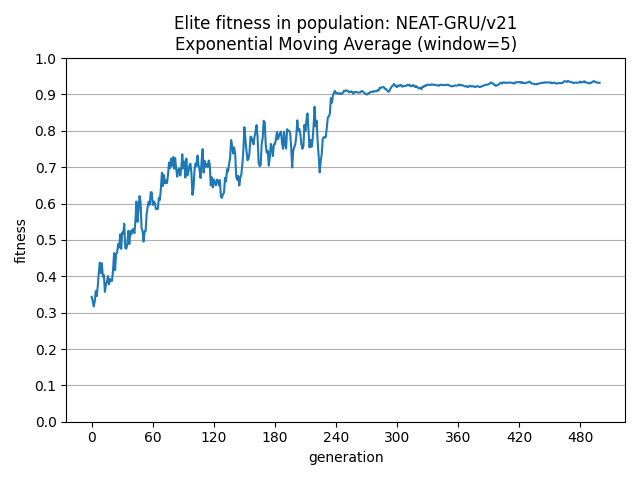 Elite fitness in population: NEAT-GRU/v21
Exponential Moving Average (window=5)
1.0
0.9
0.8
0.7
0.6
0.5
0.4
0.3
0.2
0.1
0.0
fitness
0 60 120 180 240 300 360 420 480
generation